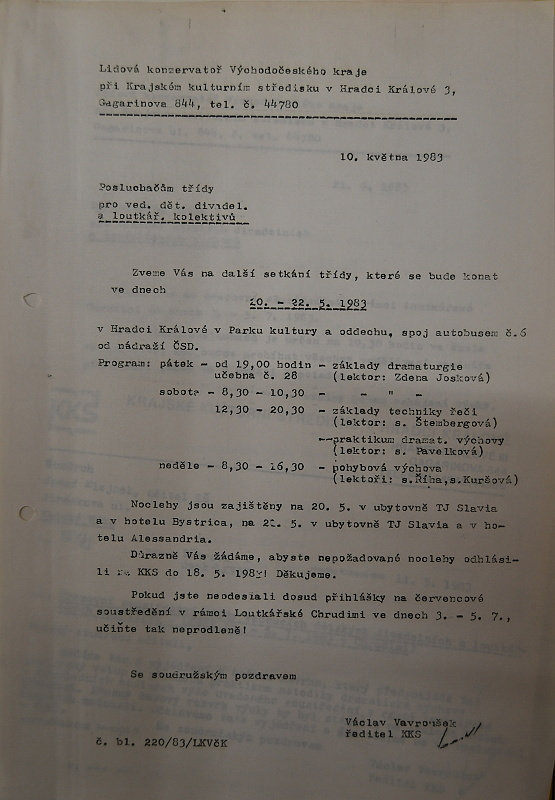 Lidová konzervatoř Východočeského kraje
při Krajském kulturním středisku v Hradci Králové 3,
Gagarinova 844, tel. č. 44780
10. května 1983
Posluchačům třídy
pro ved. dět. divadel.
a loutkář. kolektivů
Zveme Vás na další setkání třídy, které se bude konat
ve dnech
20. - 22. 5. 1983
v Hradci Králové v Parku kultury a oddechu, spoj autobusem č.6
od nádraží ČSD.
Program: pátek - od 19,00 hodin - základy dramaturgie
učebna č. 28 (lektor: Zdena Josková)
sobota - 8,30 - 10,30 - - " -
12,30 - 20,30 - základy techniky řeči
(lektor: s. Štembergová)
-praktikum dramat. výchovy
(lektor: s. Pavelková)
neděle - 8,30 - 16,30 - pohybová výchova
(lektoři: s.Říha,s.Kuršová)
Noclehy jsou zajištěny na 20. 5. v ubytovně TJ Slavia
a v hotelu Bystrica, na 21. 5. v ubytovně TJ Slavia a v ho-
telu Alessandria.
Důrazně Vás žádáme, abyste nepožadované noclehy odhlási-
li na KKS do 18. 5. 1983! Děkujeme.
Pokud jste neodeslali dosud přihlášky na červencové
soustředění v rámci Loutkářské Chrudimi ve dnech 3. - 5. 7.,
učiňte tak neprodleně!
Se soudružským pozdravem
Václav Vavroušek
ředitel KKS
č. bl. 220/83/LKVčK